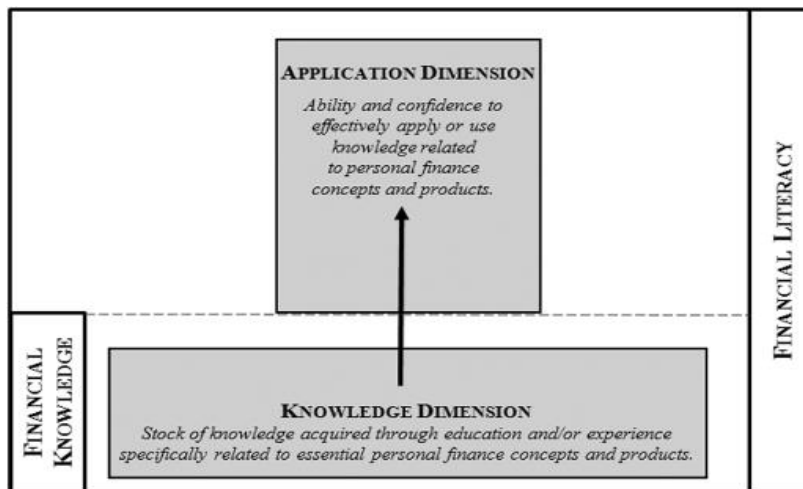 APPLICATION DIMENSION
Ability and confidence to
effectively apply or use
knowledge related
to personal finance
concepts and products.
FINANCIAL LITERACY
FINANCIAL
KNOWLEDGE
KNOWLEDGE DIMENSION
Stock of knowledge acquired through education and/or experience
specifically related to essential personal finance concepts and products.